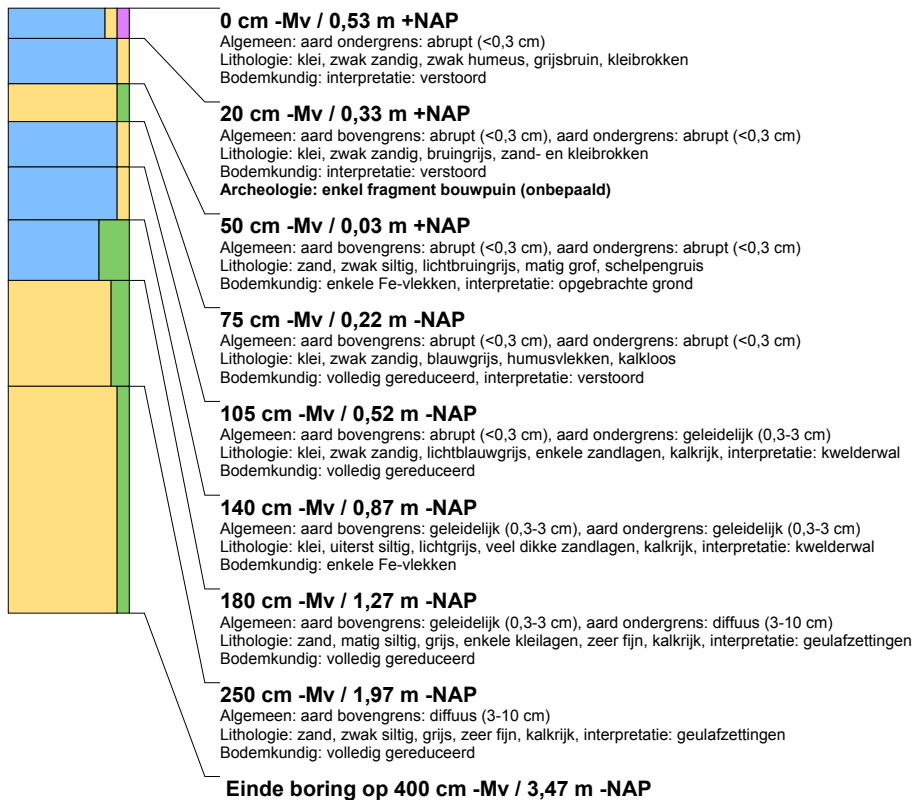 0 cm -Mv / 0,53 m +NAP
Algemeen: aard ondergrens: abrupt (<0,3 cm)
Lithologie: klei, zwak zandig, zwak humeus, grijsbruin, kleibrokken
Bodemkundig: interpretatie: verstoord
20 cm -Mv / 0,33 m +NAP
Algemeen: aard bovengrens: abrupt (<0,3 cm), aard ondergrens: abrupt (<0,3 cm)
Lithologie: klei, zwak zandig, bruingrijs, zand- en kleibrokken
Bodemkundig: interpretatie: verstoord
Archeologie: enkel fragment bouwpuin (onbepaald)
50 cm -Mv / 0,03 m +NAP
Algemeen: aard bovengrens: abrupt (<0,3 cm), aard ondergrens: abrupt (<0,3 cm)
Lithologie: zand, zwak siltig, lichtbruingrijs, matig grof, schelpengruis
Bodemkundig: enkele Fe-vlekken, interpretatie: opgebrachte grond
75 cm -Mv / 0,22 m -NAP
Algemeen: aard bovengrens: abrupt (<0,3 cm), aard ondergrens: abrupt (<0,3 cm)
Lithologie: klei, zwak zandig, blauwgrijs, humusvlekken, kalkloos
Bodemkundig: volledig gereduceerd, interpretatie: verstoord
105 cm -Mv / 0,52 m -NAP
Algemeen: aard bovengrens: abrupt (<0,3 cm), aard ondergrens: geleidelijk (0,3-3 cm)
Lithologie: klei, zwak zandig, lichtblauwgrijs, enkele zandlagen, kalkrijk, interpretatie: kwelderwal
Bodemkundig: volledig gereduceerd
140 cm -Mv / 0,87 m -NAP
Algemeen: aard bovengrens: geleidelijk (0,3-3 cm), aard ondergrens: geleidelijk (0,3-3 cm)
Lithologie: klei, uiterst siltig, lichtgrijs, veel dikke zandlagen, kalkrijk, interpretatie: kwelderwal
Bodemkundig: enkele Fe-vlekken
180 cm -Mv / 1,27 m -NAP
Algemeen: aard bovengrens: geleidelijk (0,3-3 cm), aard ondergrens: diffuus (3-10 cm)
Lithologie: zand, matig siltig, grijs, enkele kleilagen, zeer fijn, kalkrijk, interpretatie: geulafzettingen
Bodemkundig: volledig gereduceerd
250 cm -Mv / 1,97 m -NAP
Algemeen: aard bovengrens: diffuus (3-10 cm)
Lithologie: zand, zwak siltig, grijs, zeer fijn, kalkrijk, interpretatie: geulafzettingen
Bodemkundig: volledig gereduceerd
Einde boring op 400 cm -Mv / 3,47 m -NAP